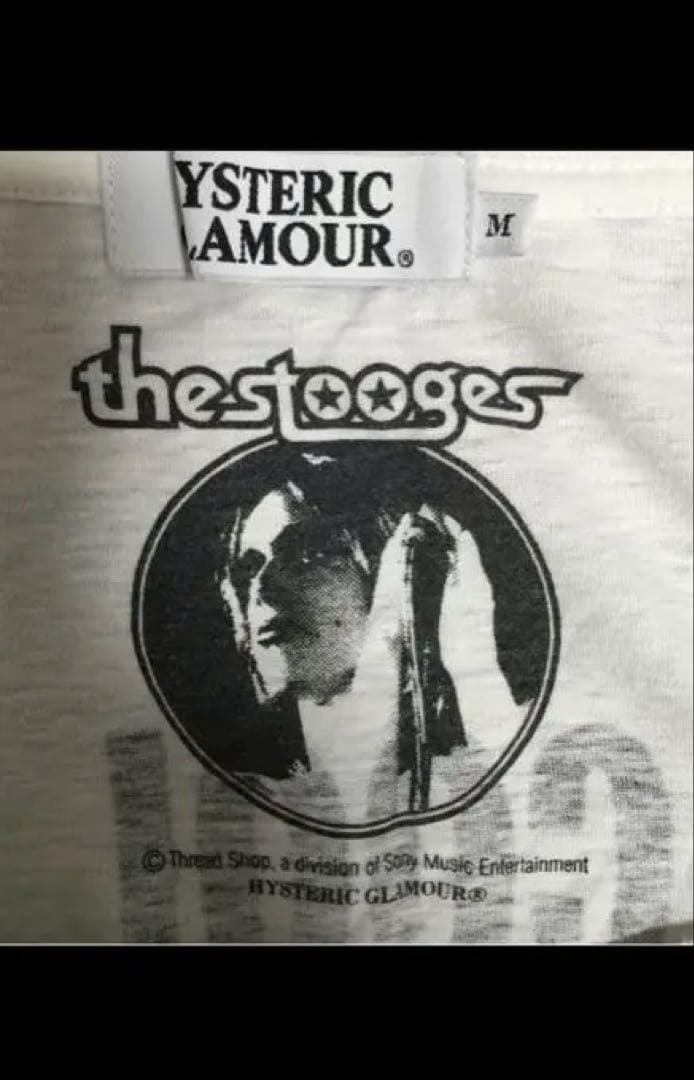 YSTERIC
LAMOUR®
M
thestooges
© Thread Shop, a division of Sony Music Entertainment
HYSTERIC GLAMOUR®